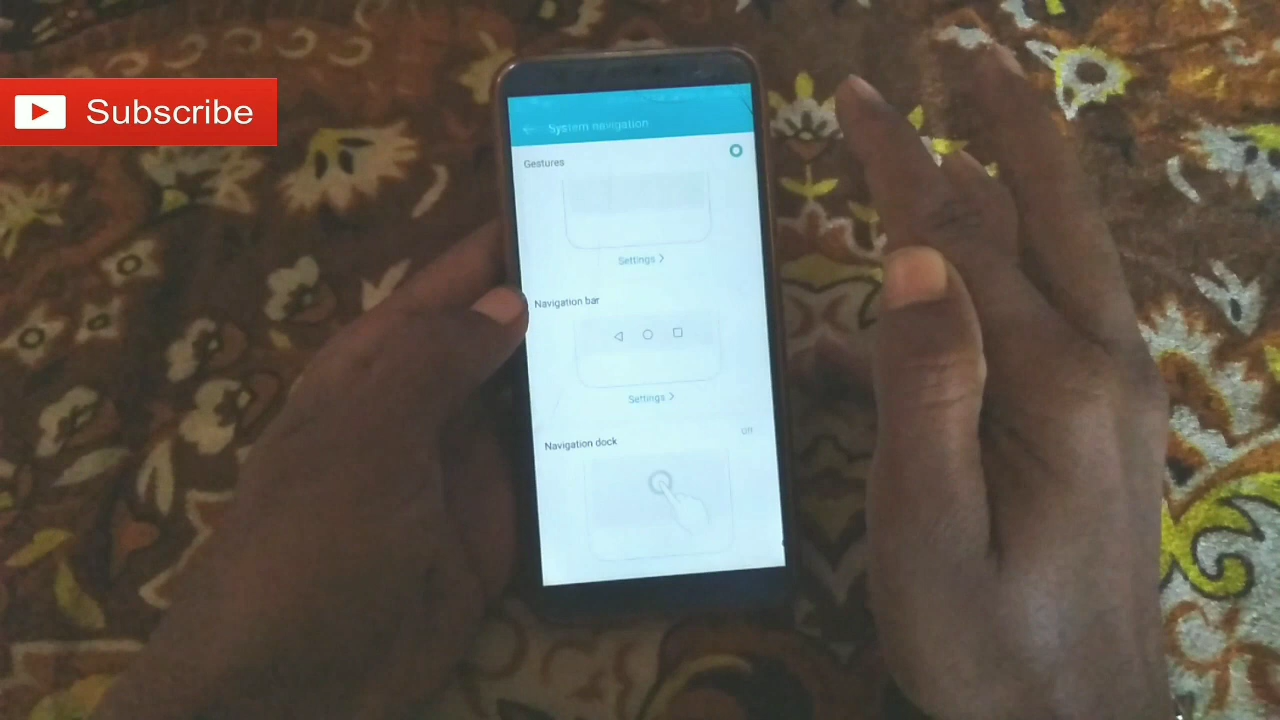 Subscribe
System navigation
Gestures
Settings
Navigation bar
Settings
Navigation dock